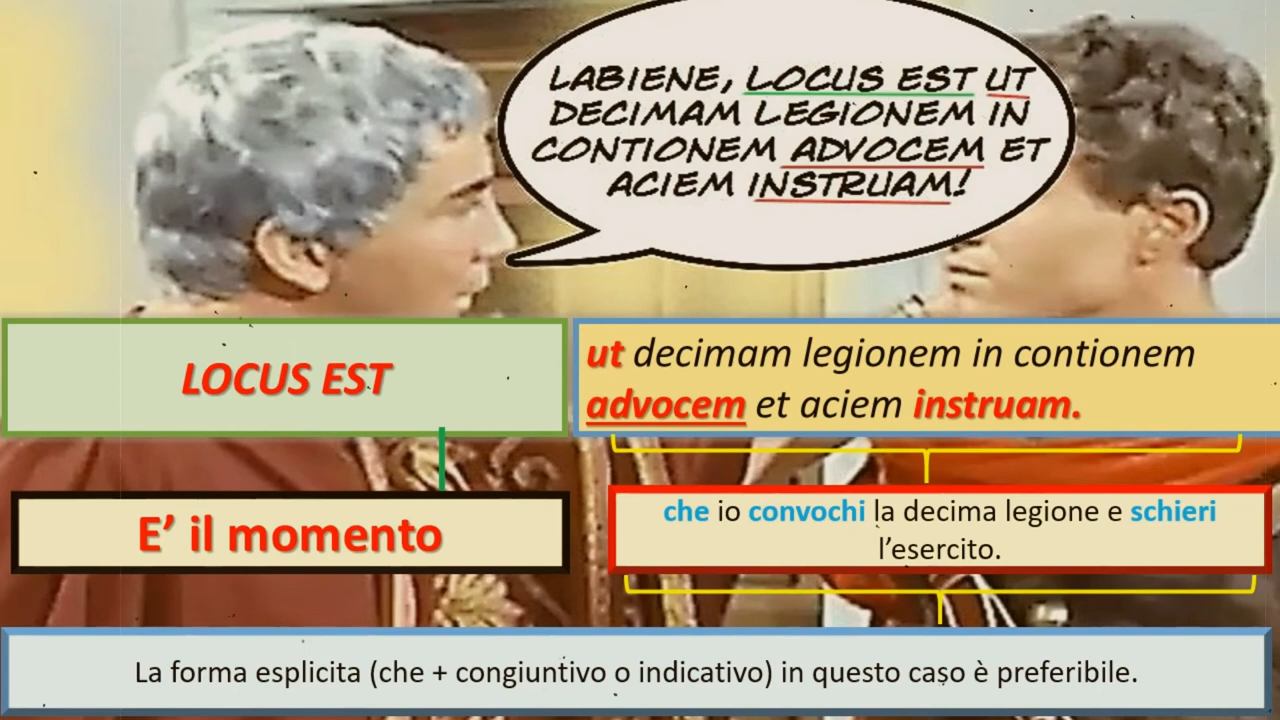 LABIENE, LOCUS EST UT
DECIMAM LEGIONEM IN
CONTIONEM ADVOCEM ET
ACIEM INSTRUAM!
LOCUS EST
ut decimam legionem in contionem
advocem et aciem instruam.
E’ il momento
che io convochi la decima legione e schieri
l’esercito.
La forma esplicita (che + congiuntivo o indicativo) in questo caso è preferibile.